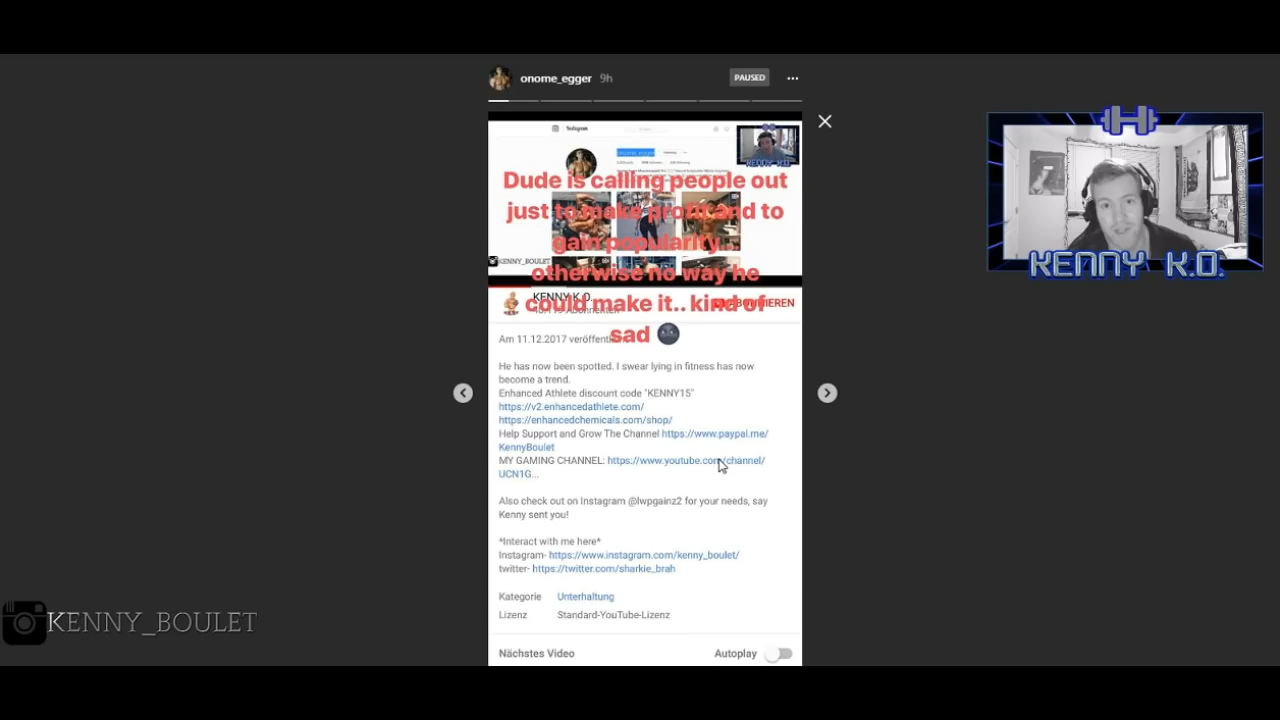 onome_egger 9h
PAUSED
Instagram
KENNY K.O.
Dude is calling people out
just to make profit and to
gain popularity...
otherwise no way he
could make it.. kind of
sad
KENNY_BOULET
KENNY K.O.
ABONNIEREN
Am 11.12.2017
He has now been spotted. I swear lying in fitness has now
become a trend.
Enhanced Athlete discount code "KENNY15"
https://v2.enhancedathlete.com/
https://enhancedchemicals.com/shop/
Help Support and Grow The Channel https://www.paypal.me/
KennyBoulet
MY GAMING CHANNEL: https://www.youtube.com/channel/
UCN1G...
Also check out on Instagram @lwpgainz2 for your needs, say
Kenny sent you!
*Interact with me here*
Instagram- https://www.instagram.com/kenny_boulet/
twitter- https://twitter.com/sharkie_brah
Kategorie Unterhaltung
Lizenz Standard-YouTube-Lizenz
Nächstes Video Autoplay
KENNY K.O.
KENNY_BOULET